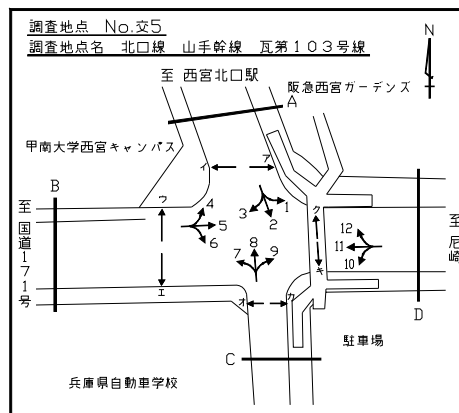 調査地点 No.交5
調査地点名 北口線 山手幹線 瓦第103号線
N
至 西宮北口駅
阪急西宮ガーデンズ
A
甲南大学西宮キャンパス
イ
ア
B
ウ
4
3
2
1
ク
12
至 国道171号
5
11
至 尼崎
6
7
8
9
10
キ
エ
オ
カ
D
C
駐車場
兵庫県自動車学校